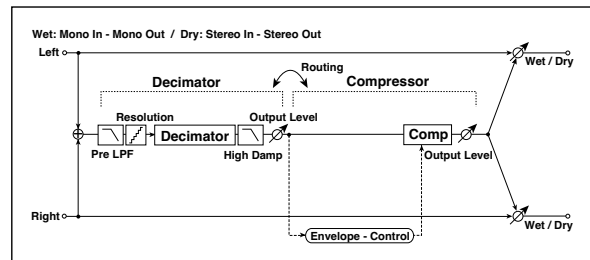 Wet: Mono In - Mono Out / Dry: Stereo In - Stereo Out
Left
Wet / Dry
Routing
Decimator
Compressor
Resolution
Output Level
Decimator
Comp
Pre LPF
High Damp
Output Level
Right
Wet / Dry
Envelope - Control